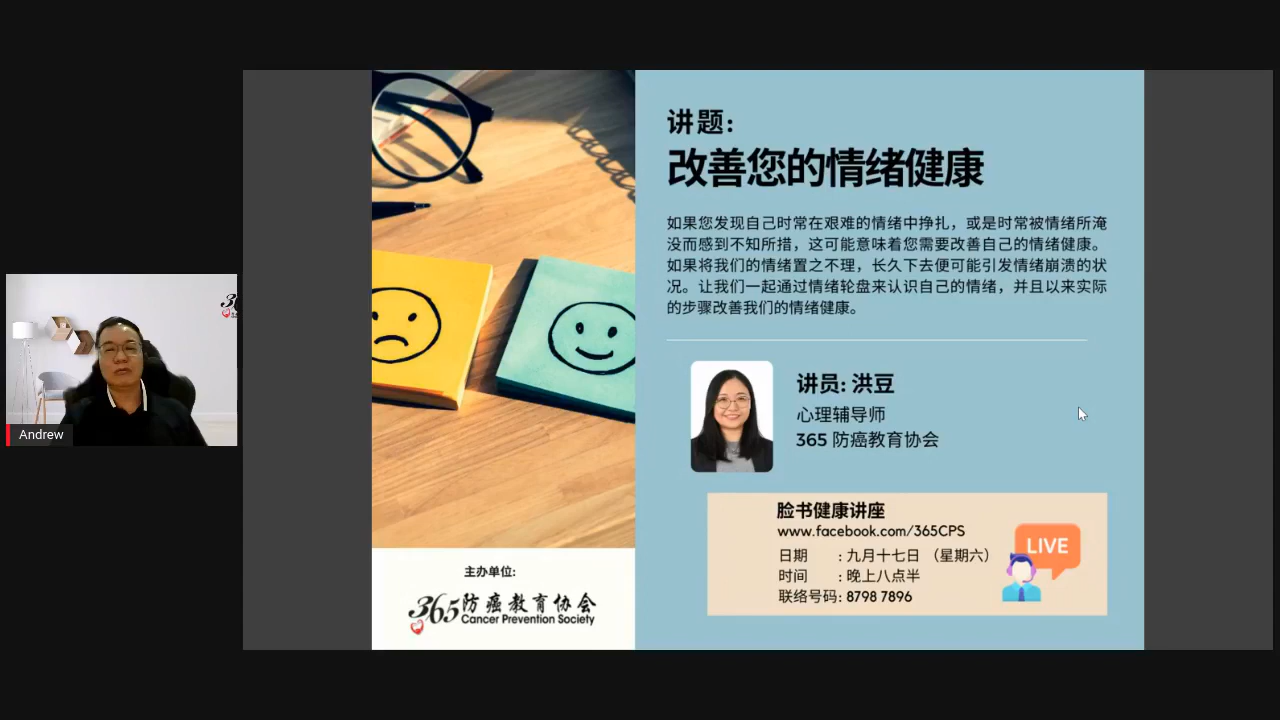 Andrew
讲题:
改善您的情绪健康
如果您发现自己时常在艰难的情绪中挣扎，或是时常被情绪所淹
没而感到不知所措，这可能意味着您需要改善自己的情绪健康。
如果将我们的情绪置之不理，长久下去便可能引发情绪崩溃的状
况。让我们一起通过情绪轮盘来认识自己的情绪，并且以来实际
的步骤改善我们的情绪健康。
讲员: 洪豆
心理辅导师
365 防癌教育协会
脸书健康讲座
www.facebook.com/365CPS
日期 : 九月十七日 （星期六）
时间 : 晚上八点半
联络号码: 8798 7896
LIVE
主办单位:
365防癌教育协会
Cancer Prevention Society